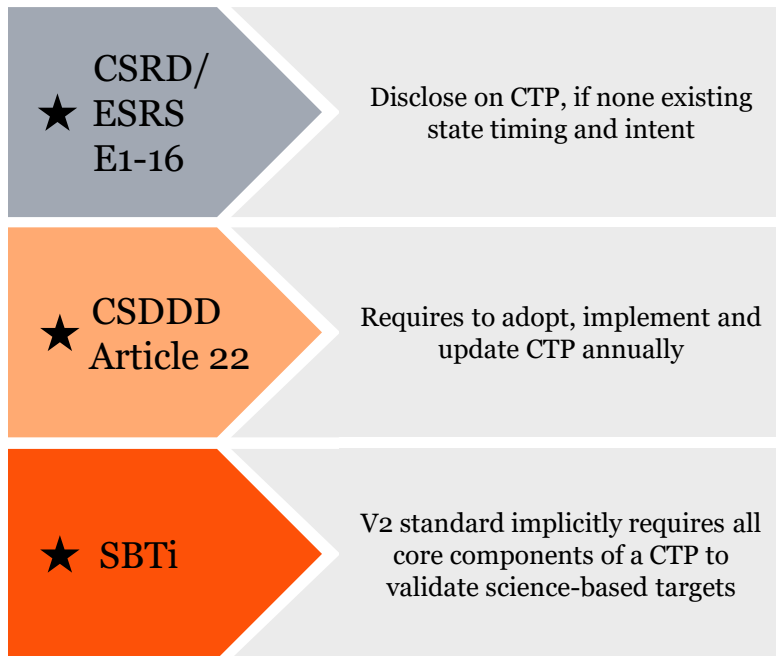 CSRD/
ESRS
E1-16
Disclose on CTP, if none existing
state timing and intent
CSDDD
Article 22
Requires to adopt, implement and
update CTP annually
SBTi
V2 standard implicitly requires all
core components of a CTP to
validate science-based targets